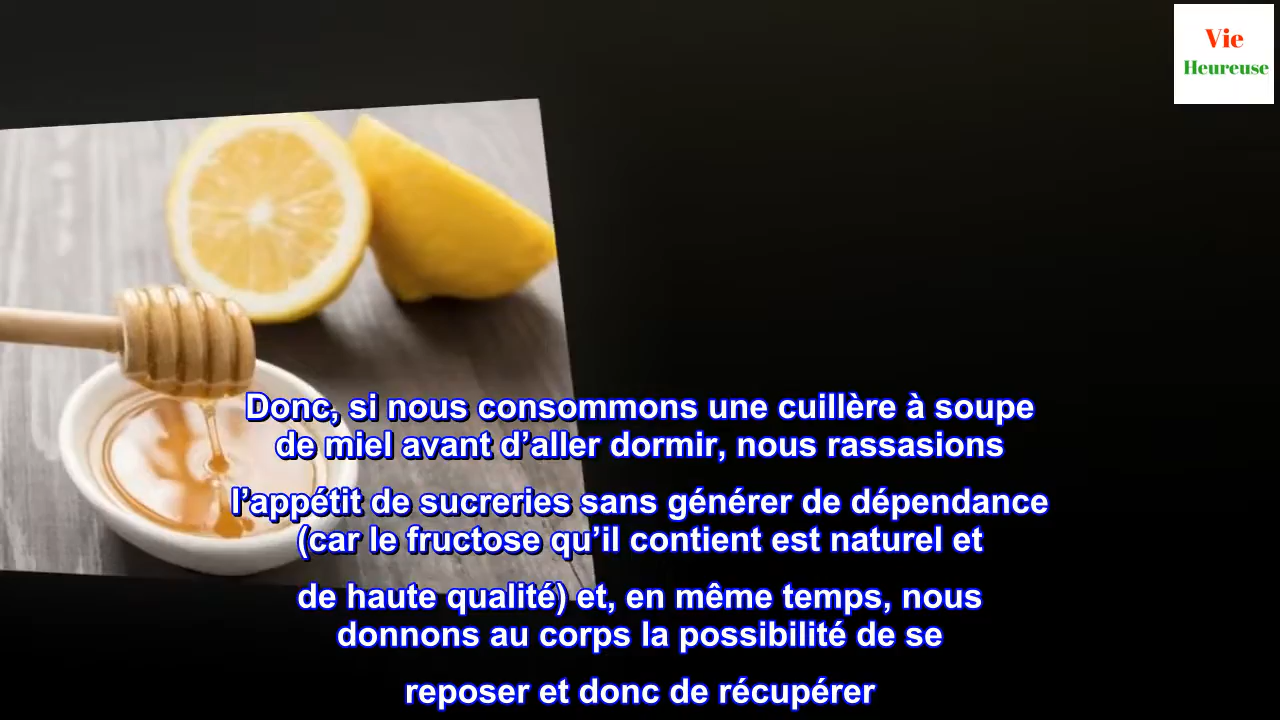 Vie
Heureuse
Donc, si nous consommons une cuillère à soupe
de miel avant d’aller dormir, nous rassasions
l’appétit de sucreries sans générer de dépendance
(car le fructose qu’il contient est naturel et
de haute qualité) et, en même temps, nous
donnons au corps la possibilité de se
reposer et donc de récupérer